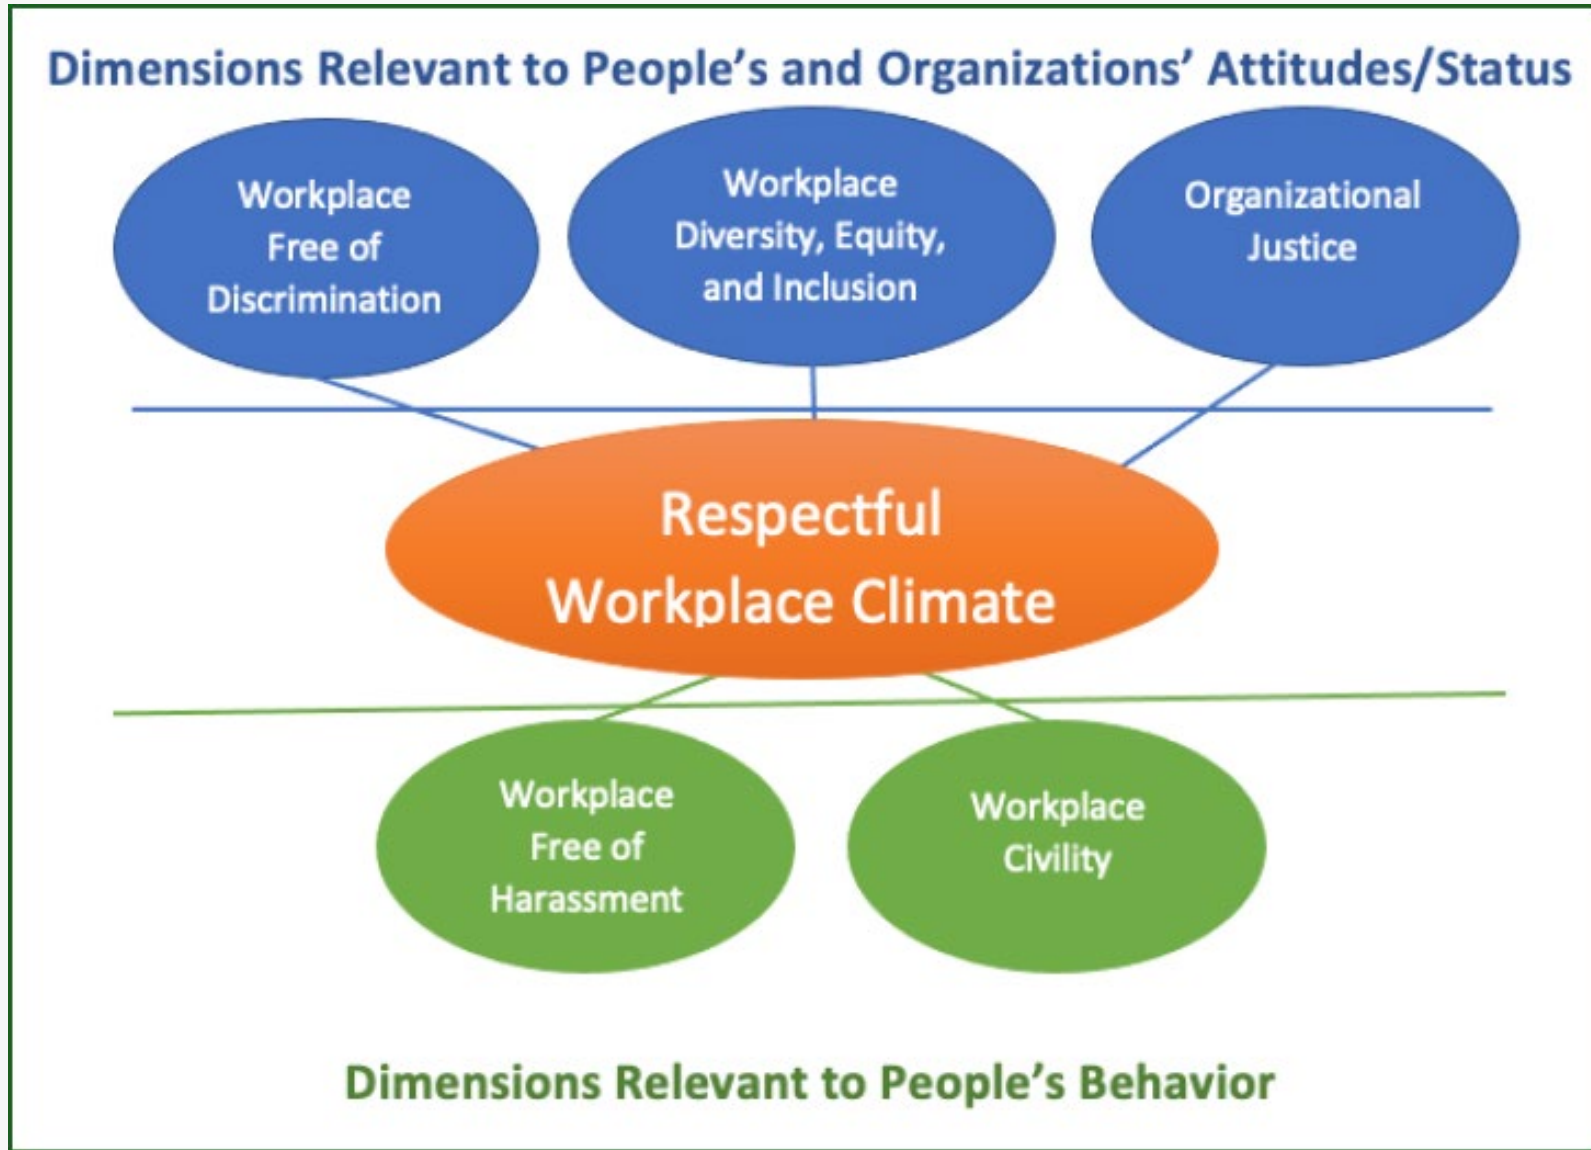 Dimensions Relevant to People’s and Organizations’ Attitudes/Status
Workplace
Free of
Discrimination
Workplace
Diversity, Equity,
and Inclusion
Organizational
Justice
Respectful
Workplace Climate
Workplace
Free of
Harassment
Workplace
Civility
Dimensions Relevant to People’s Behavior